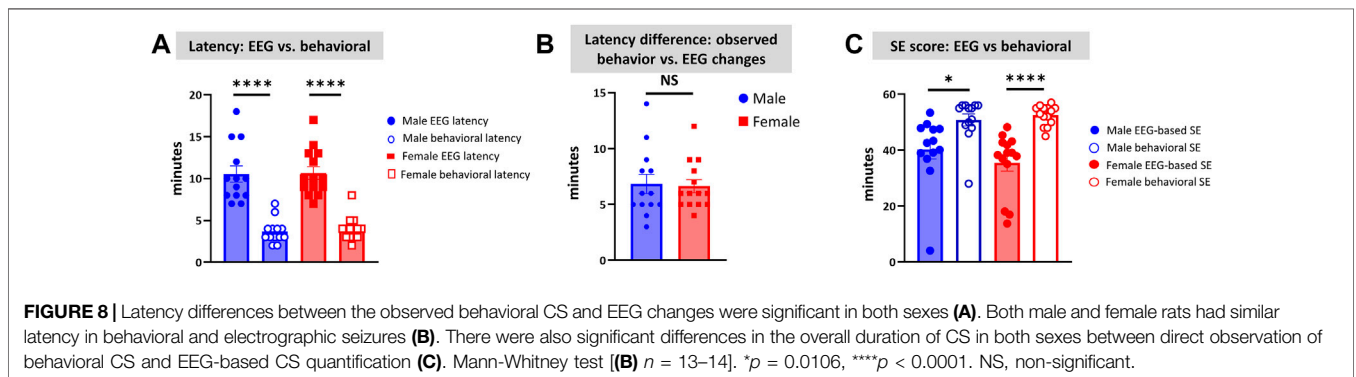 A Latency: EEG vs. behavioral
**** ****
20
15
10
5
0
minutes
Male EEG latency
Male behavioral latency
Female EEG latency
Female behavioral latency
B Latency difference: observed
behavior vs. EEG changes
NS
15
10
5
0
minutes
Male
Female
C SE score: EEG vs behavioral
* ****
60
40
20
0
minutes
Male EEG-based SE
Male behavioral SE
Female EEG-based SE
Female behavioral SE
FIGURE 8 | Latency differences between the observed behavioral CS and EEG changes were significant in both sexes (A). Both male and female rats had similar
latency in behavioral and electrographic seizures (B). There were also significant differences in the overall duration of CS in both sexes between direct observation of
behavioral CS and EEG-based CS quantification (C). Mann-Whitney test [(B) n = 13–14]. *p = 0.0106, ****p < 0.0001. NS, non-significant.